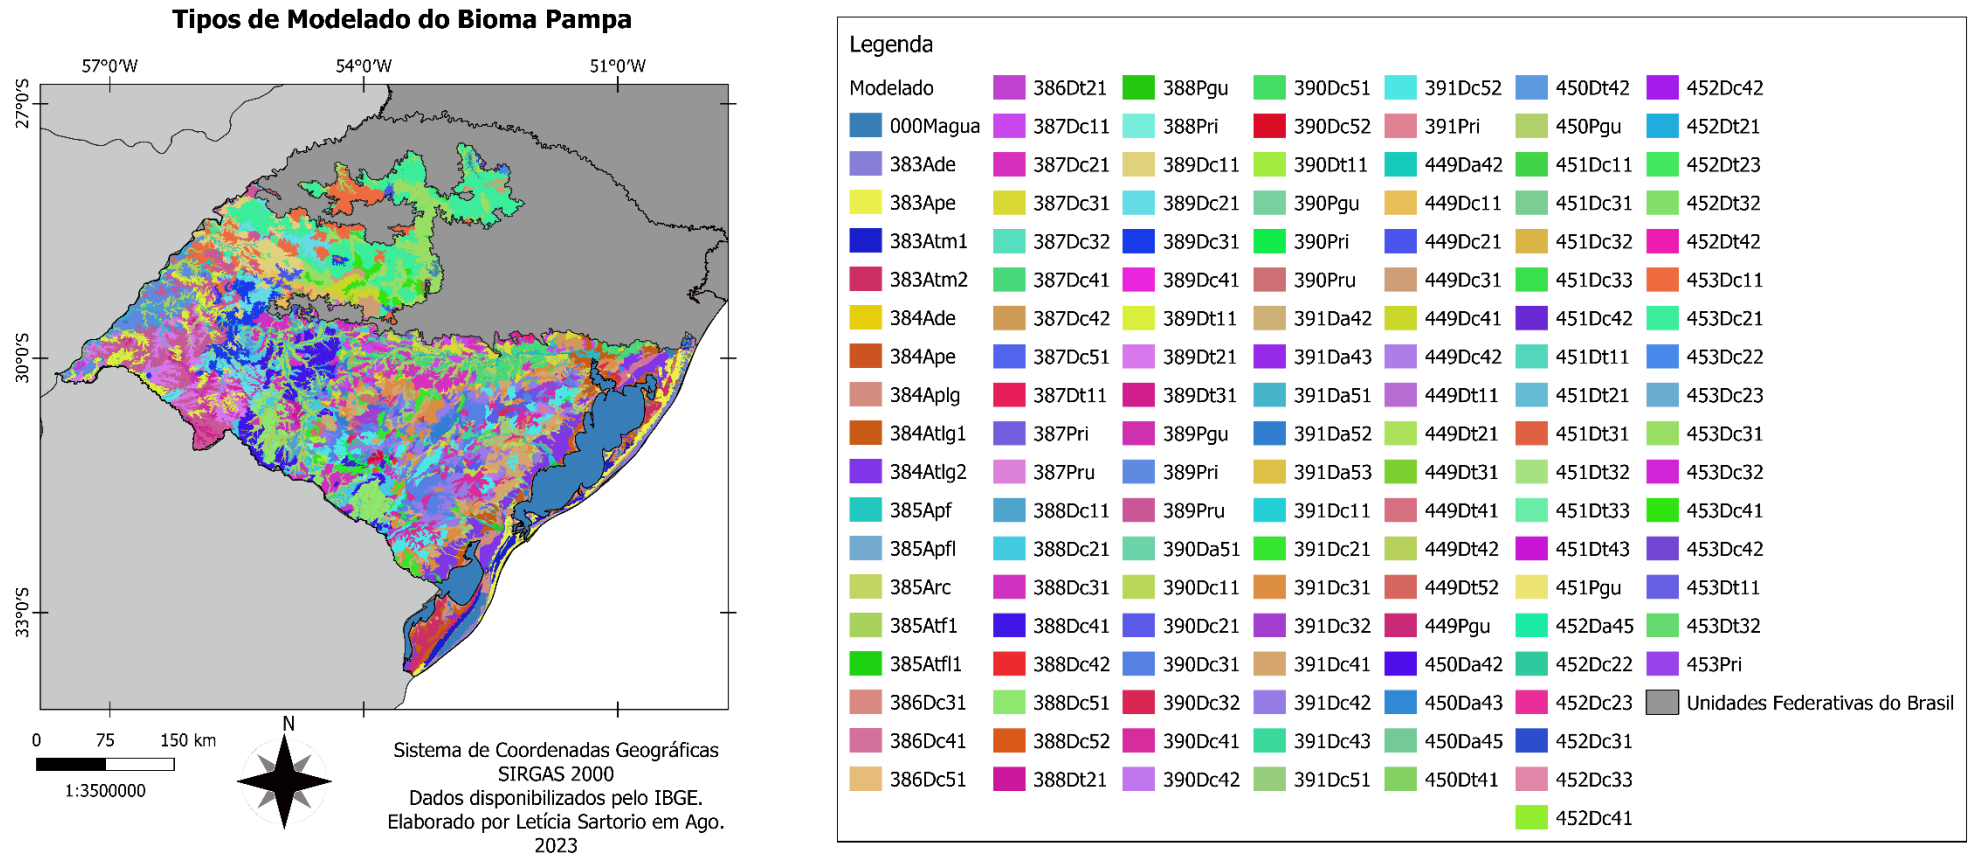 Tipos de Modelado do Bioma Pampa
57°0'W
54°0'W
51°0'W
27°0'S
30°0'S
33°0'S
0 75 150 km
1:3500000
N
Sistema de Coordenadas Geográficas
SIRGAS 2000
Dados disponibilizados pelo IBGE.
Elaborado por Letícia Sartorio em Ago.
2023
Legenda
Modelado
000Magua
383Ade
383Ape
383Atm1
383Atm2
384Ade
384Ape
384Aplg
384Atlg1
384Atlg2
385Apf
385Apfl
385Arc
385Atf1
385Atfl1
386Dc31
386Dc41
386Dc51
386Dt21
387Dc11
387Dc21
387Dc31
387Dc32
387Dc41
387Dc42
387Dc51
387Dt11
387Pri
387Pru
388Dc11
388Dc21
388Dc31
388Dc41
388Dc42
388Dc51
388Dc52
388Dt21
388Pgu
388Pri
389Dc11
389Dc21
389Dc31
389Dc41
389Dt11
389Dt21
389Dt31
389Pgu
389Pri
389Pru
390Da51
390Dc11
390Dc21
390Dc31
390Dc32
390Dc41
390Dc42
390Dc51
390Dc52
390Dt11
390Pgu
390Pri
390Pru
391Da42
391Da43
391Da51
391Da52
391Da53
391Dc11
391Dc21
391Dc31
391Dc32
391Dc41
391Dc42
391Dc43
391Dc51
391Dc52
391Pri
449Da42
449Dc11
449Dc21
449Dc31
449Dc41
449Dc42
449Dt11
449Dt21
449Dt31
449Dt41
449Dt42
449Dt52
449Pgu
450Da42
450Da43
450Da45
450Dt41
450Dt42
450Pgu
451Dc11
451Dc31
451Dc32
451Dc33
451Dc42
451Dt11
451Dt21
451Dt31
451Dt32
451Dt33
451Dt43
451Pgu
452Da45
452Dc22
452Dc23
452Dc31
452Dc33
452Dc41
452Dc42
452Dt21
452Dt23
452Dt32
452Dt42
453Dc11
453Dc21
453Dc22
453Dc23
453Dc31
453Dc32
453Dc41
453Dc42
453Dt11
453Dt32
453Pri
Unidades Federativas do Brasil